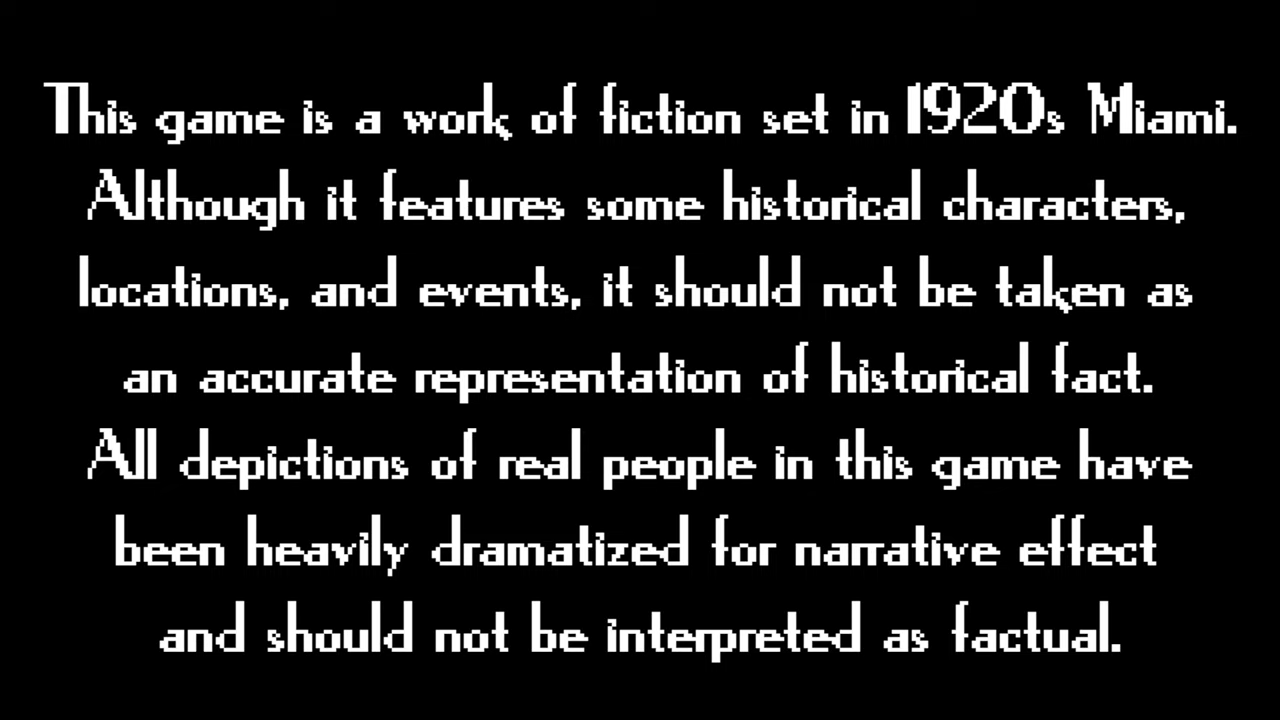 This game is a work of fiction set in 1920s Miami.
Although it features some historical characters,
locations, and events, it should not be taken as
an accurate representation of historical fact.
All depictions of real people in this game have
been heavily dramatized for narrative effect
and should not be interpreted as factual.